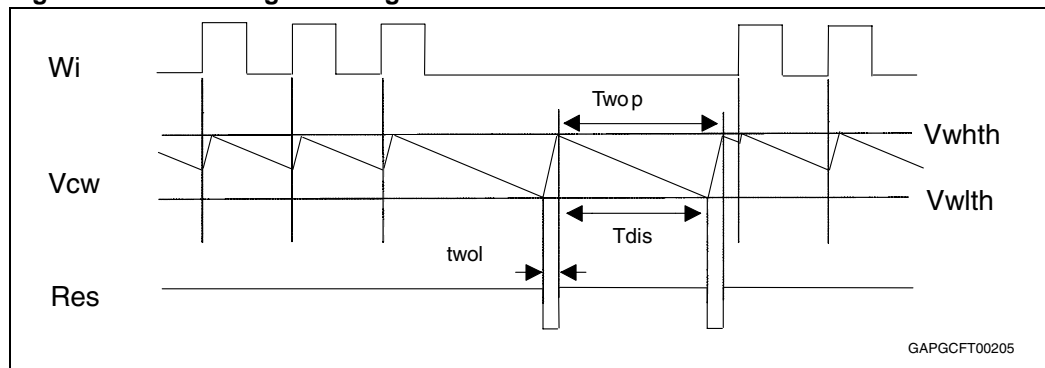 Wi
Twop
Vwhth
Vcw
Vwlth
Tdis
twol
Res
GAPGCFT00205